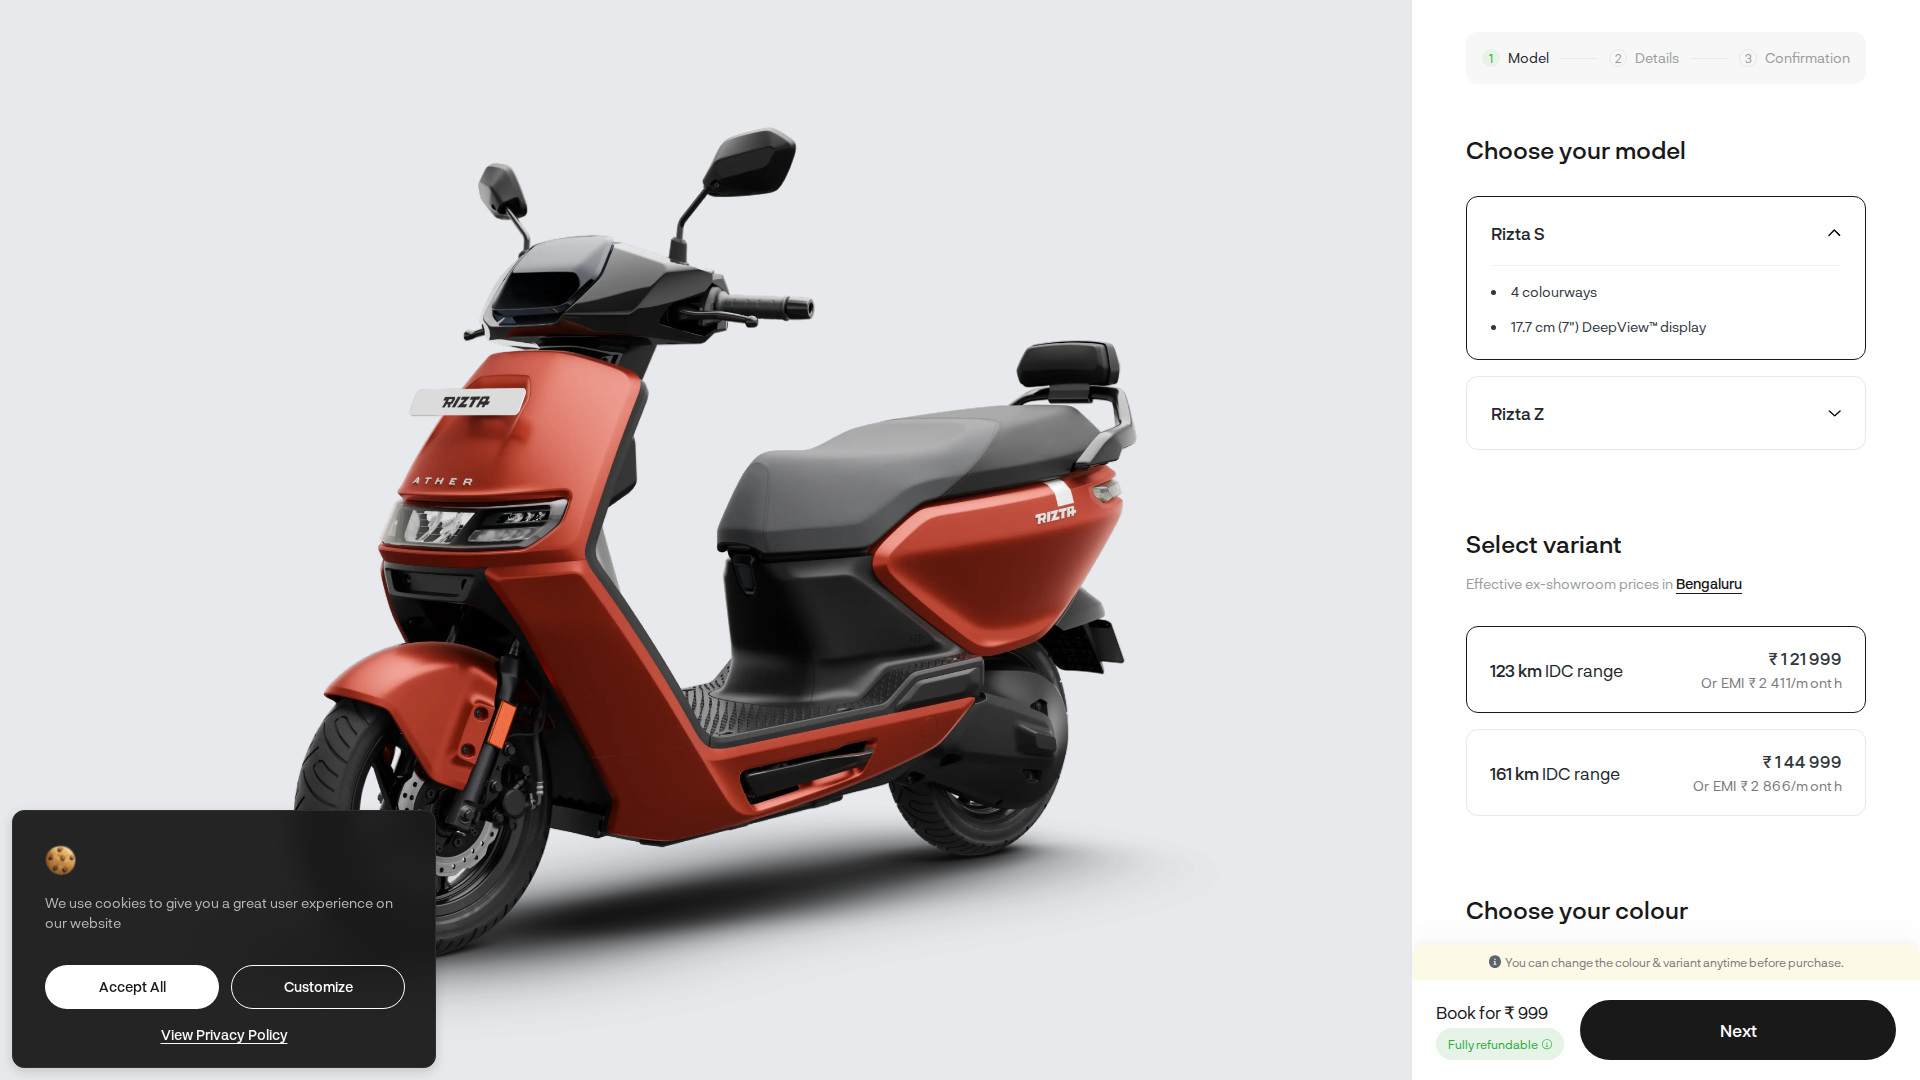 RIZTA
ATHER
RIZTA
We use cookies to give you a great user experience on
our website
Accept All
Customize
View Privacy Policy
1 Model
2 Details
3 Confirmation
Choose your model
Rizta S
• 4 colourways
• 17.7 cm (7") DeepView™ display
Rizta Z
Select variant
Effective ex-showroom prices in Bengaluru
123 km IDC range
₹ 121 999
Or EMI ₹ 2 411/month
161 km IDC range
₹ 144 999
Or EMI ₹ 2 866/month
Choose your colour
You can change the colour & variant anytime before purchase.
Book for ₹ 999
Fully refundable
Next